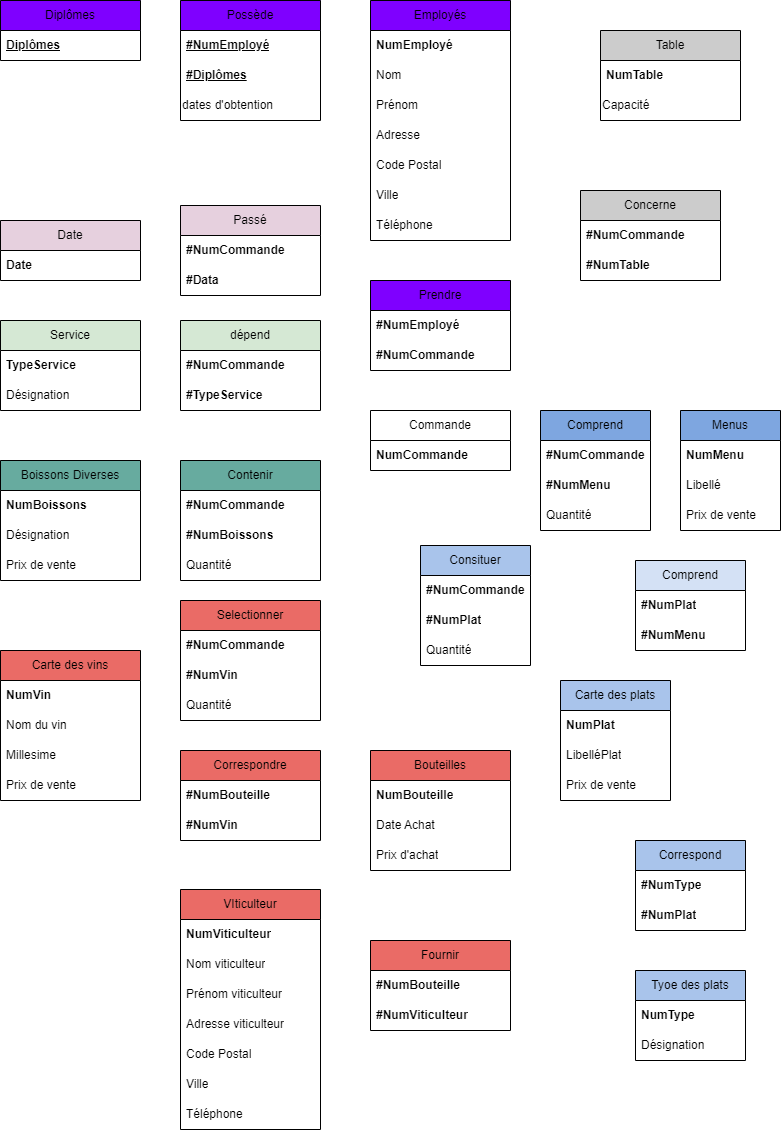 Diplômes
Diplômes
Possède
#NumEmployé
#Diplômes
dates d'obtention
Employés
NumEmployé
Nom
Prénom
Adresse
Code Postal
Ville
Téléphone
Table
NumTable
Capacité
Date
Date
Passé
#NumCommande
#Data
Concerne
#NumCommande
#NumTable
Prendre
#NumEmployé
#NumCommande
Service
TypeService
Désignation
dépend
#NumCommande
#TypeService
Commande
NumCommande
Comprend
#NumCommande
#NumMenu
Quantité
Menus
NumMenu
Libellé
Prix de vente
Boissons Diverses
NumBoissons
Désignation
Prix de vente
Contenir
#NumCommande
#NumBoissons
Quantité
Consituer
#NumCommande
#NumPlat
Quantité
Comprend
#NumPlat
#NumMenu
Selectionner
#NumCommande
#NumVin
Quantité
Carte des vins
NumVin
Nom du vin
Millesime
Prix de vente
Carte des plats
NumPlat
LibelléPlat
Prix de vente
Correspondre
#NumBouteille
#NumVin
Bouteilles
NumBouteille
Date Achat
Prix d'achat
Correspond
#NumType
#NumPlat
VIticulteur
NumViticulteur
Nom viticulteur
Prénom viticulteur
Adresse viticulteur
Code Postal
Ville
Téléphone
Fournir
#NumBouteille
#NumViticulteur
Tyoe des plats
NumType
Désignation